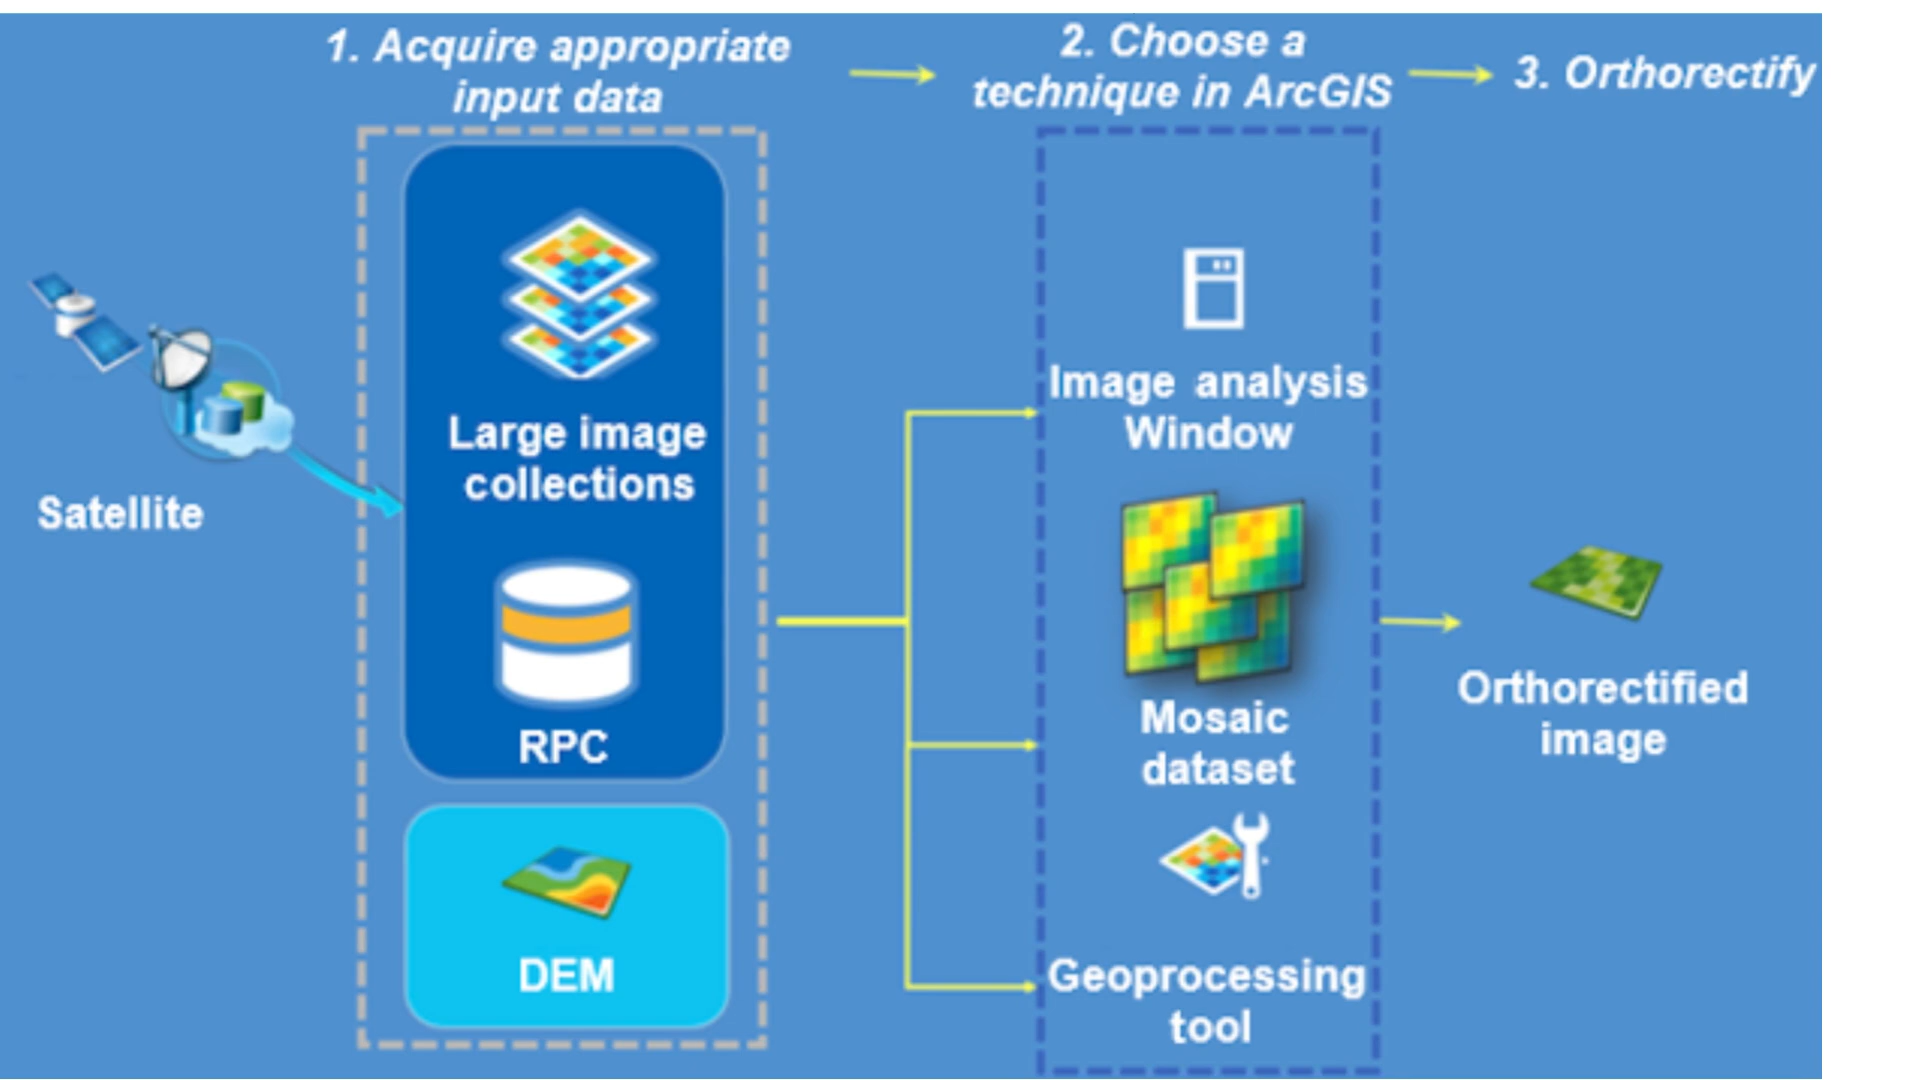 1. Acquire appropriate
input data
2. Choose a
technique in ArcGIS
3. Orthorectify
Satellite
Large image
collections
RPC
DEM
Image analysis
Window
Mosaic
dataset
Geoprocessing
tool
Orthorectified
image